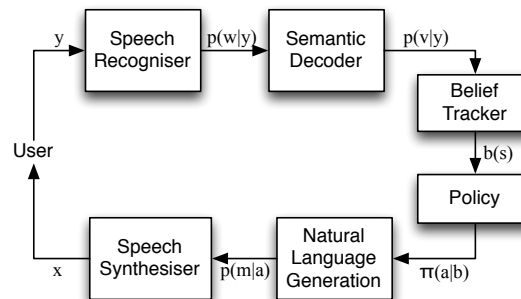 y
Speech
Recogniser
p(w|y)
Semantic
Decoder
p(v|y)
Belief
Tracker
b(s)
User
Policy
Speech
Synthesiser
Natural
Language
Generation
x
p(m|a)
π(a|b)